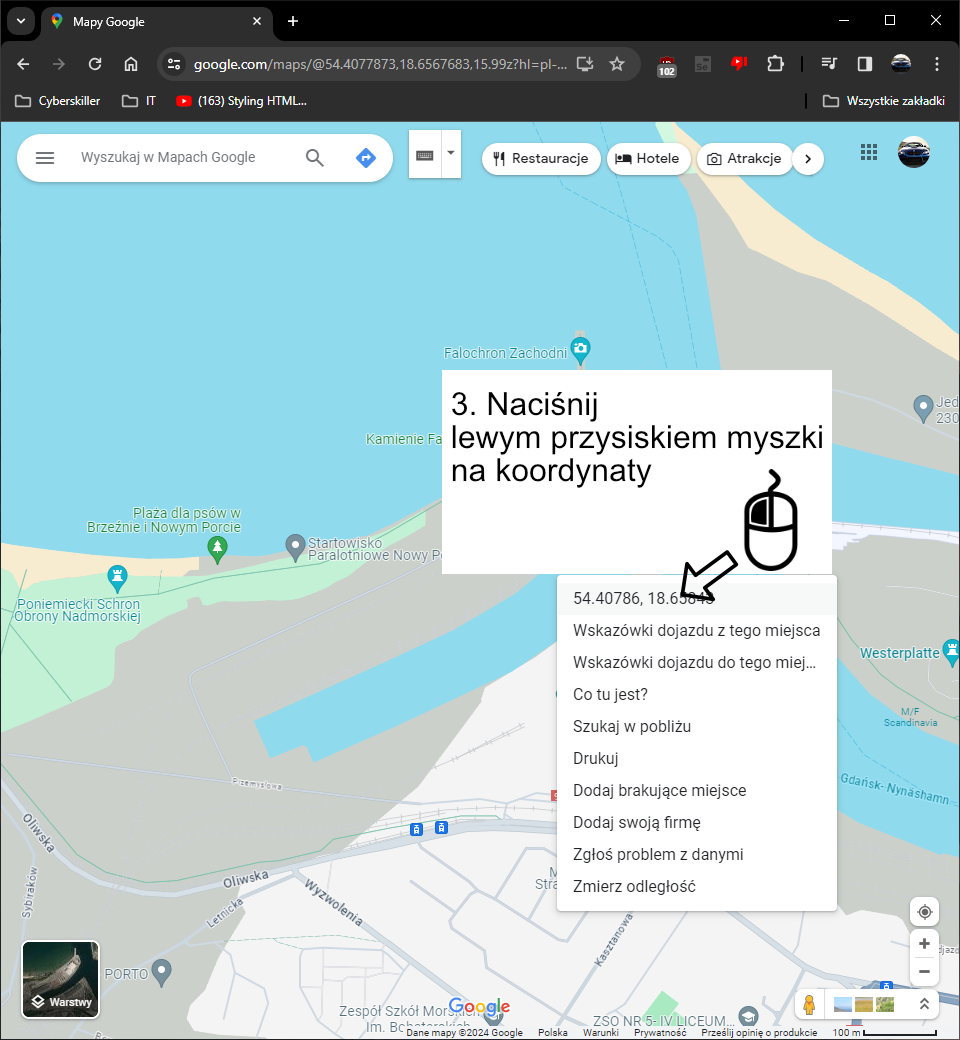 Mapy Google
google.com/maps/@54.4077873,18.6567683,15.99z?hl=pl-...
102
Cyberskiller
IT
(163) Styling HTML...
Wszystkie zakładki
Wyszukaj w Mapach Google
Restauracje
Hotele
Atrakcje
Falochron Zachodni
3. Naciśnij
lewym przysiskiem myszki
na koordynaty
Jed
230
Kamienie Fa
Plaża dla psów w
Brzeźnie i Nowym Porcie
Startowisko
Paralotniowe Nowy Po
Poniemiecki Schron
Obrony Nadmorskiej
54.40786, 18.65843
Wskazówki dojazdu z tego miejsca
Wskazówki dojazdu do tego miej...
Co tu jest?
Szukaj w pobliżu
Drukuj
Dodaj brakujące miejsce
Dodaj swoją firmę
Zgłoś problem z danymi
Zmierz odległość
Westerplatte
M/F
Scandinavia
Gdańsk- Nynäshamn
Przemysłowa
Oliwska
Oliwska
Sybiraków
Letnicka
Wyzwolenia
Kasztanowa
M
Stra
PORTO
Warstwy
Zespół Szkół Morskich
Im. Bohaterskich
Google
ZSO NR 5- IV LICEUM...
Dane mapy ©2024 Google
Polska
Warunki
Prywatność
Prześlij opinię o produkcie
100 m